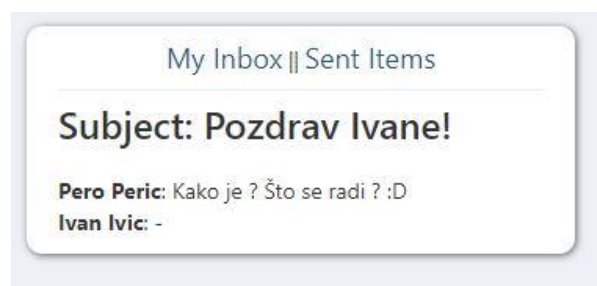 My Inbox || Sent Items
Subject: Pozdrav Ivane!
Pero Peric: Kako je ? Što se radi ? :D
Ivan Ivic: -